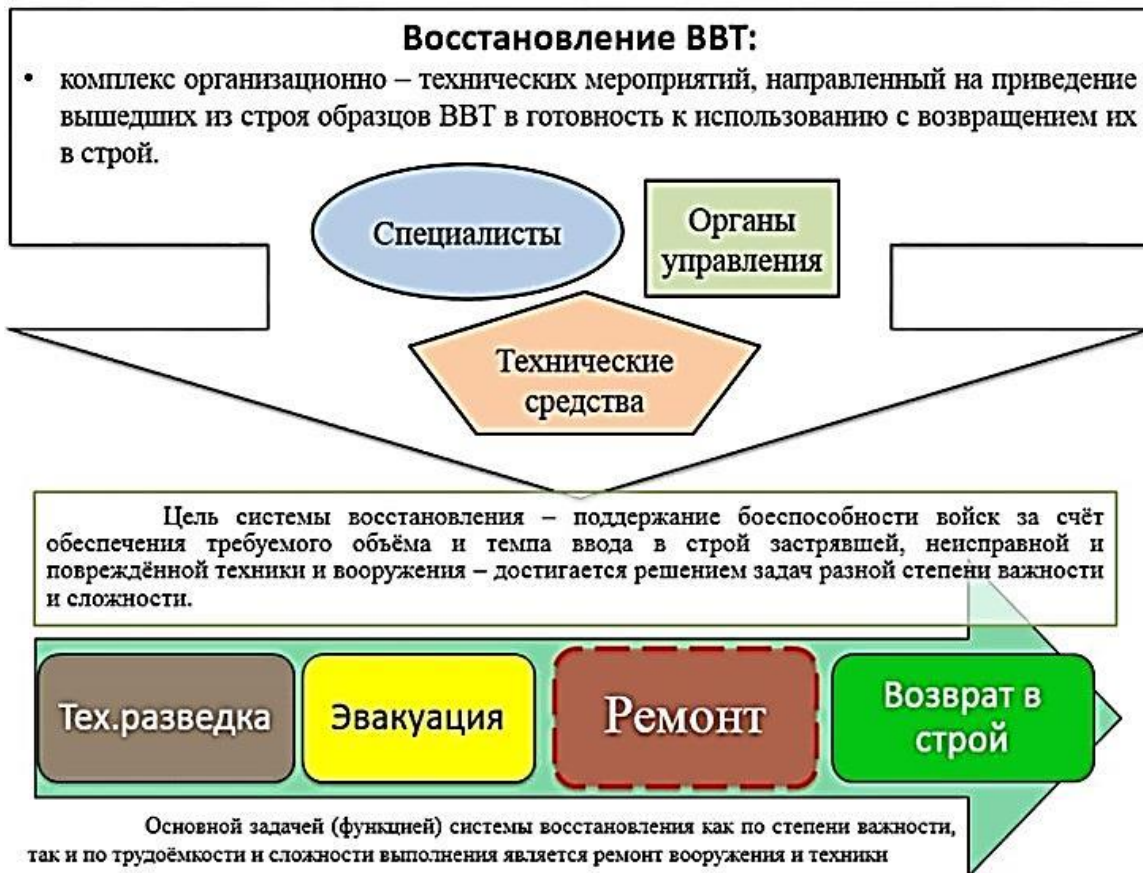 Восстановление ВВТ:
• комплекс организационно – технических мероприятий, направленный на приведение
вышедших из строя образцов ВВТ в готовность к использованию с возвращением их
в строй.
Специалисты
Органы
управления
Технические
средства
Цель системы восстановления – поддержание боеспособности войск за счёт
обеспечения требуемого объёма и темпа ввода в строй застрявшей, неисправной и
повреждённой техники и вооружения – достигается решением задач разной степени важности
и сложности.
Тех.разведка
Эвакуация
Ремонт
Возврат в
строй
Основной задачей (функцией) системы восстановления как по степени важности,
так и по трудоёмкости и сложности выполнения является ремонт вооружения и техники